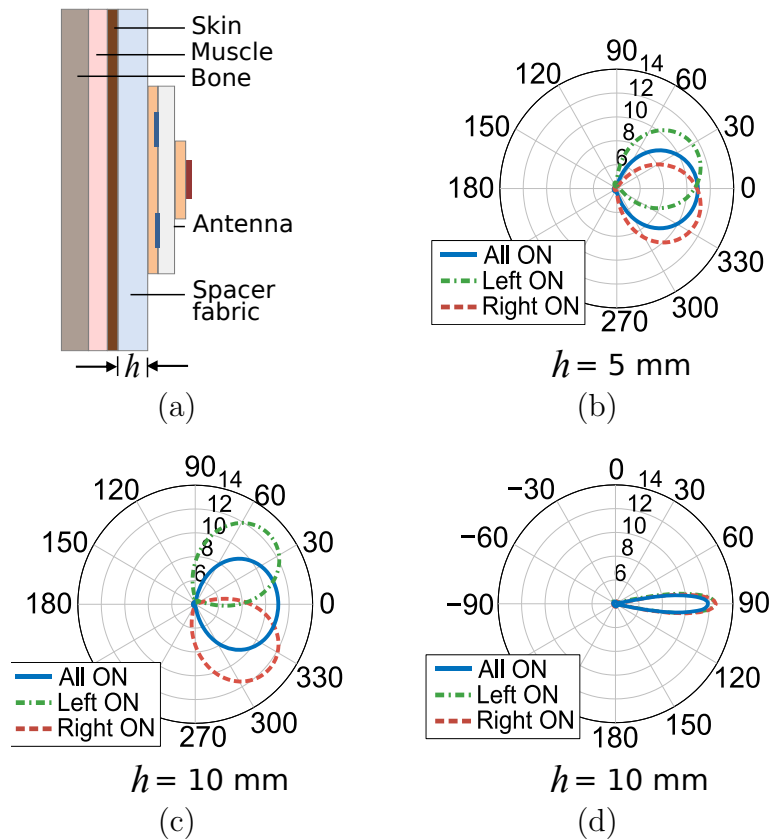 Skin
Muscle
Bone
Antenna
Spacer
fabric
h
(a)
90
14
120
60
12
10
150
30
8
6
180
0
330
300
270
All ON
Left ON
Right ON
h = 5 mm
(b)
90
14
120
60
12
10
150
30
8
6
180
0
330
300
270
All ON
Left ON
Right ON
h = 10 mm
(c)
0
14
−30
30
12
10
−60
60
8
6
−90
90
120
150
180
All ON
Left ON
Right ON
h = 10 mm
(d)